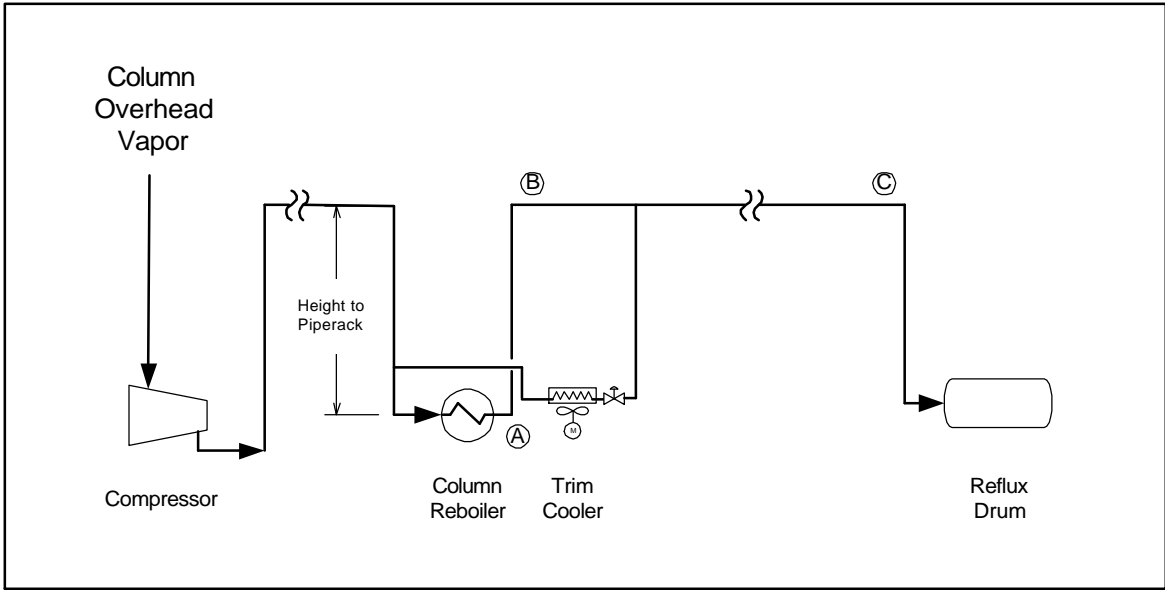 Column
Overhead
Vapor
B
C
Height to
Piperack
A
M
Compressor
Column
Reboiler
Trim
Cooler
Reflux
Drum